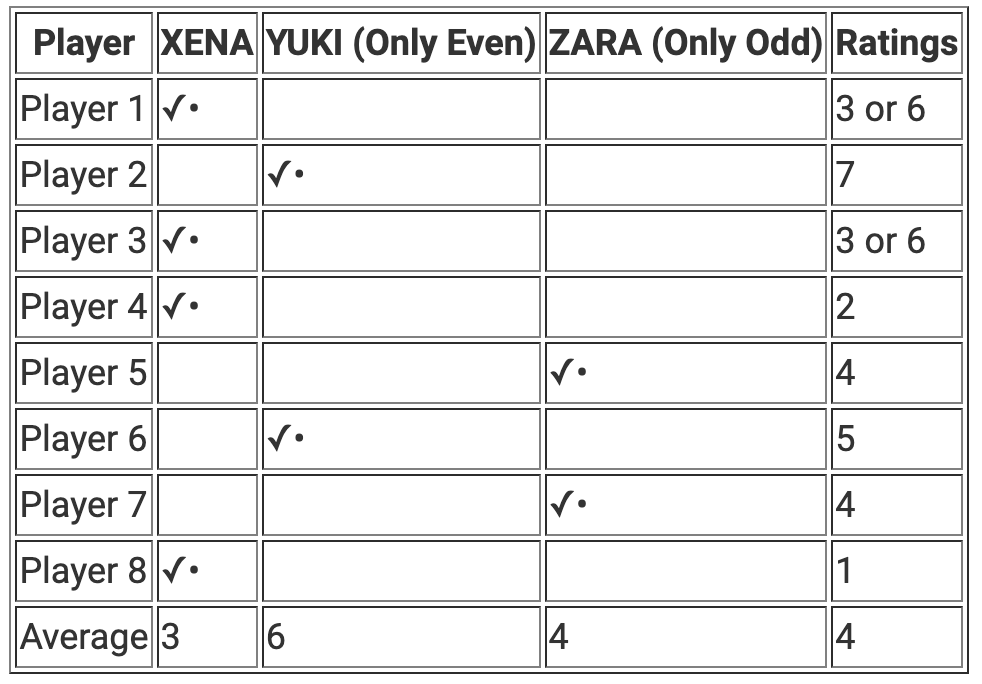 Player XENA YUKI (Only Even) ZARA (Only Odd) Ratings
Player 1 ✓• 3 or 6
Player 2 ✓• 7
Player 3 ✓• 3 or 6
Player 4 ✓• 2
Player 5 ✓• 4
Player 6 ✓• 5
Player 7 ✓• 4
Player 8 ✓• 1
Average 3 6 4 4